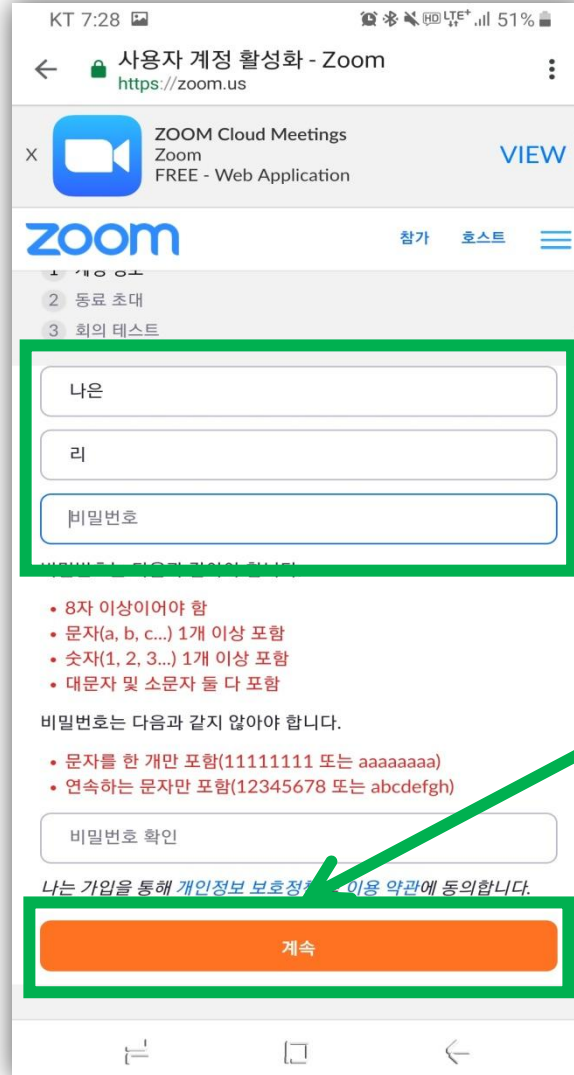 KT 7:28 51%
사용자 계정 활성화 - Zoom
https://zoom.us
X
ZOOM Cloud Meetings
Zoom
FREE - Web Application
VIEW
zoom 참가 호스트
1
2 동료 초대
3 회의 테스트
나은
리
비밀번호
• 8자 이상이어야 함
• 문자(a, b, c...) 1개 이상 포함
• 숫자(1, 2, 3...) 1개 이상 포함
• 대문자 및 소문자 둘 다 포함
비밀번호는 다음과 같지 않아야 합니다.
• 문자를 한 개만 포함(11111111 또는 aaaaaaaa)
• 연속하는 문자만 포함(12345678 또는 abcdefgh)
비밀번호 확인
나는 가입을 통해 개인정보 이용 약관에 동의합니다.
계속